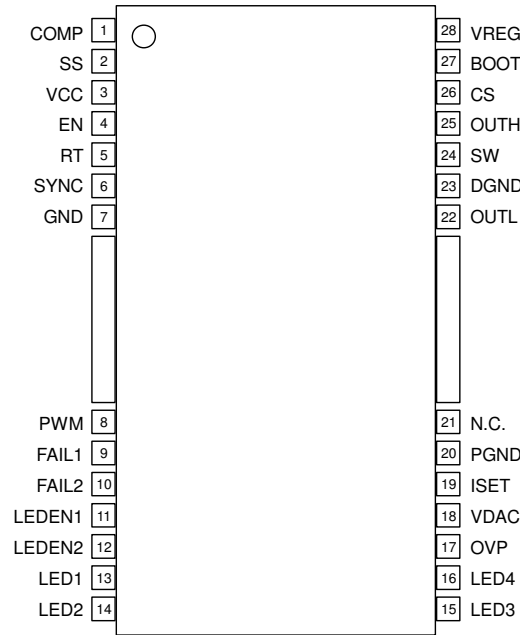 COMP 1 28 VREG
SS 2 27 BOOT
VCC 3 26 CS
EN 4 25 OUTH
RT 5 24 SW
SYNC 6 23 DGND
GND 7 22 OUTL
PWM 8 21 N.C.
FAIL1 9 20 PGND
FAIL2 10 19 ISET
LEDEN1 11 18 VDAC
LEDEN2 12 17 OVP
LED1 13 16 LED4
LED2 14 15 LED3